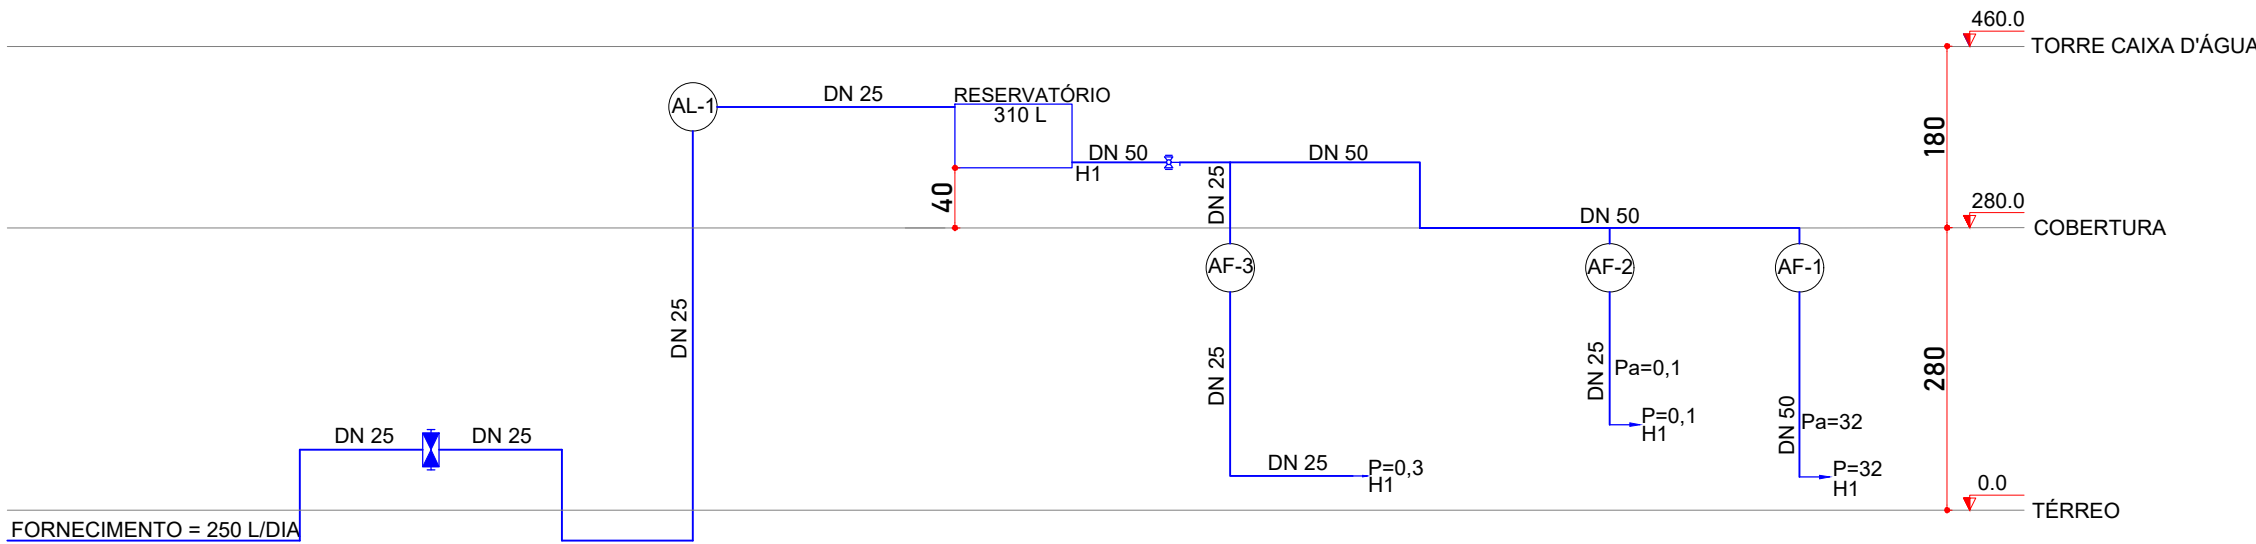 460.0
TORRE CAIXA D'ÁGUA
AL-1
DN 25
RESERVATÓRIO
310 L
DN 50
H1
DN 50
DN 25
180
40
280.0
COBERTURA
DN 50
AF-3
AF-2
AF-1
DN 25
DN 25
DN 25
Pa=0,1
280
DN 50
Pa=32
P=0,1
H1
DN 25
DN 25
DN 25
P=0,3
H1
P=32
H1
0.0
TÉRREO
FORNECIMENTO = 250 L/DIA